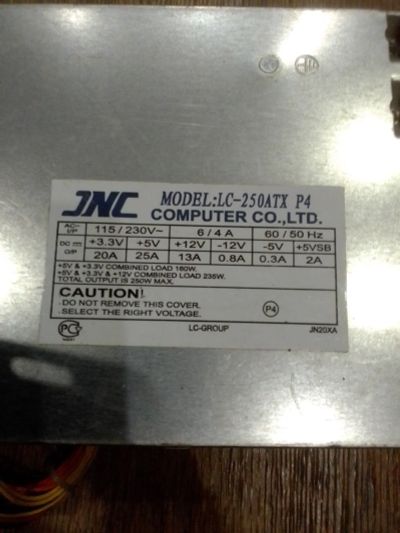 JNC MODEL:LC-250ATX P4
COMPUTER CO.,LTD.
AC~ I/P 115 / 230V~ 6 / 4 A 60 / 50 Hz
DC O/P +3.3V +5V +12V -12V -5V +5VSB
20A 25A 13A 0.8A 0.3A 2A
+5V & +3.3V COMBINED LOAD 160W.
+5V & +3.3V & +12V COMBINED LOAD 235W.
TOTAL OUTPUT IS 250W MAX.
CAUTION!
.DO NOT REMOVE THIS COVER.
.SELECT THE RIGHT VOLTAGE.
P4
LC-GROUP JN20XA